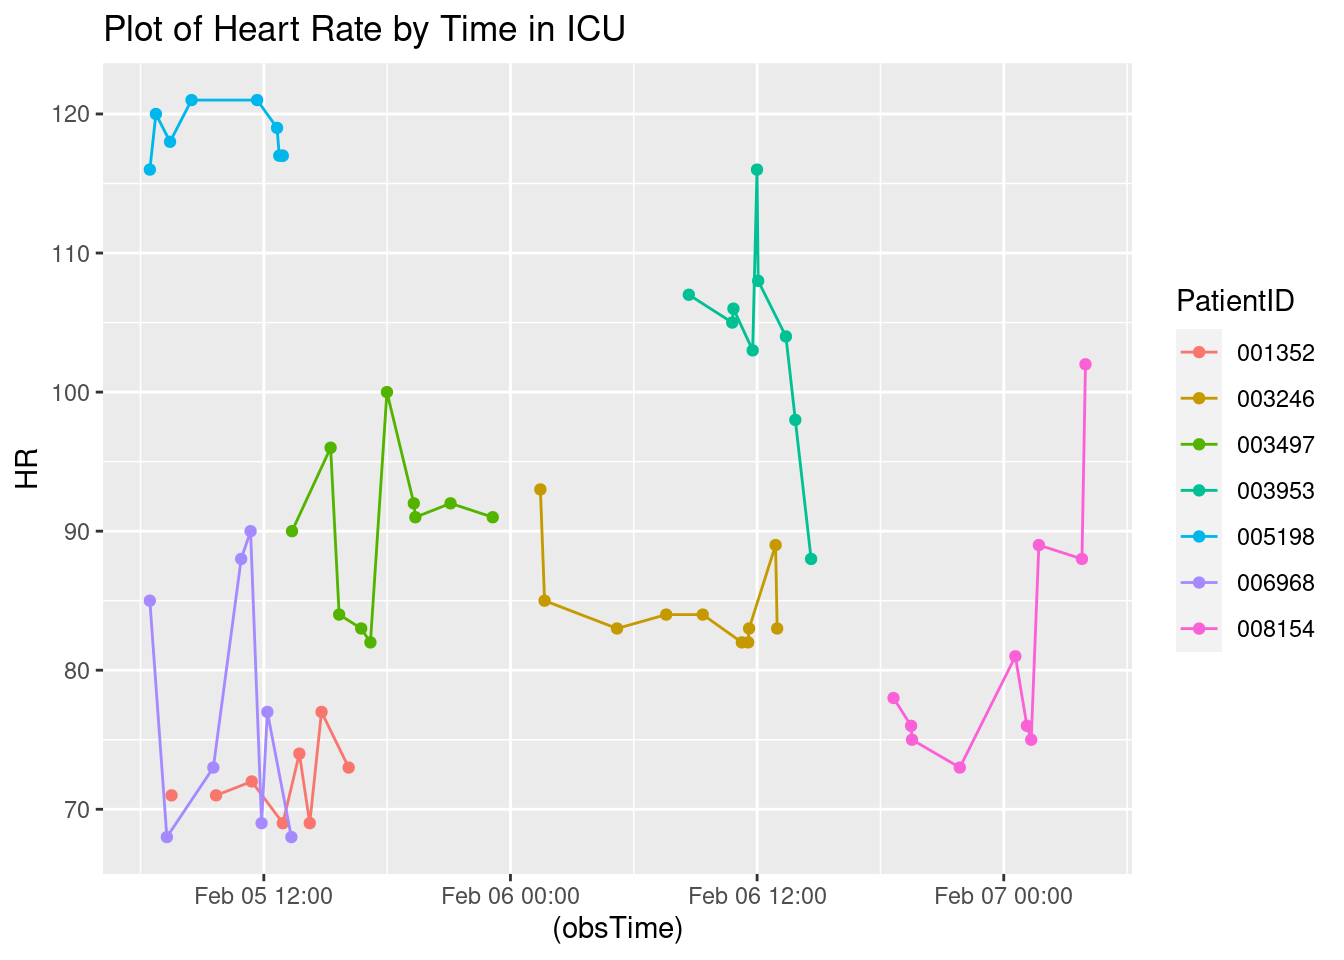 Plot of Heart Rate by Time in ICU
120
110
100
90
80
70
HR
Feb 05 12:00
Feb 06 00:00
Feb 06 12:00
Feb 07 00:00
(obsTime)
PatientID
001352
003246
003497
003953
005198
006968
008154